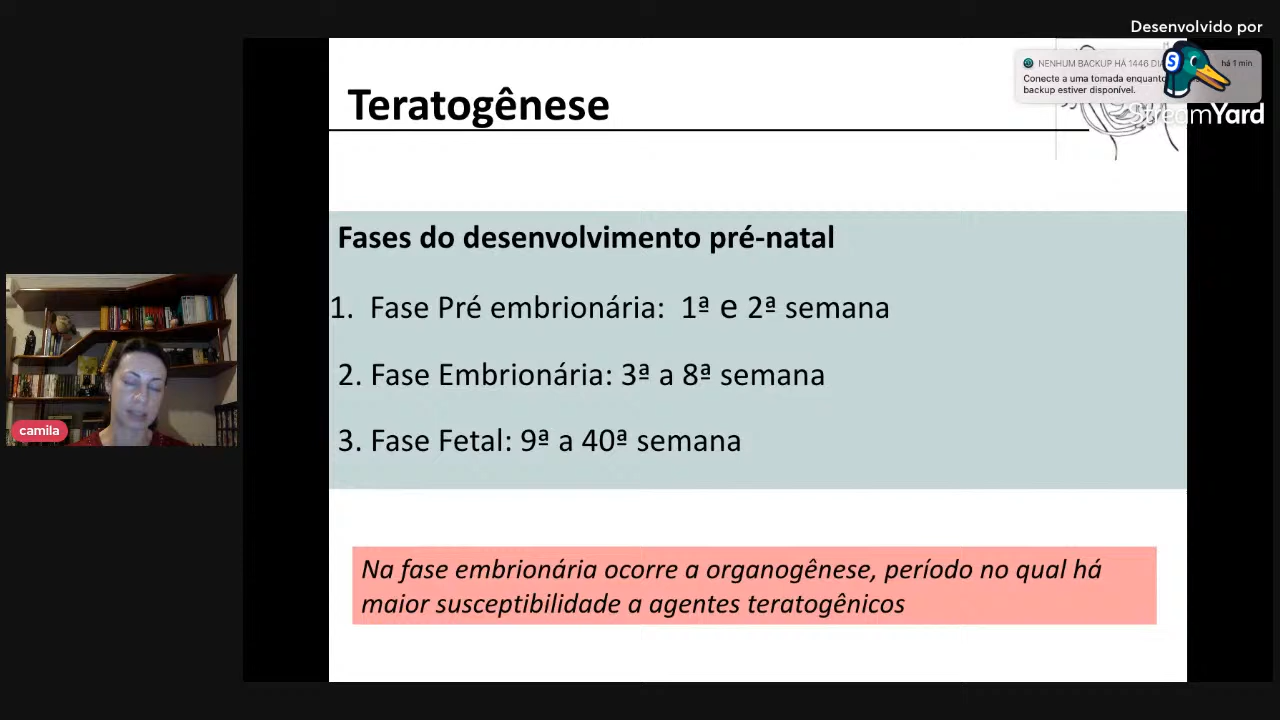 Desenvolvido por
NENHUM BACKUP HÁ 1446 DIA
há 1 min
Conecte a uma tomada enquanto
backup estiver disponível.
StreamYard
Teratogênese
Fases do desenvolvimento pré-natal
1. Fase Pré embrionária: 1ª e 2ª semana
2. Fase Embrionária: 3ª a 8ª semana
3. Fase Fetal: 9ª a 40ª semana
camila
Na fase embrionária ocorre a organogênese, período no qual há
maior susceptibilidade a agentes teratogênicos